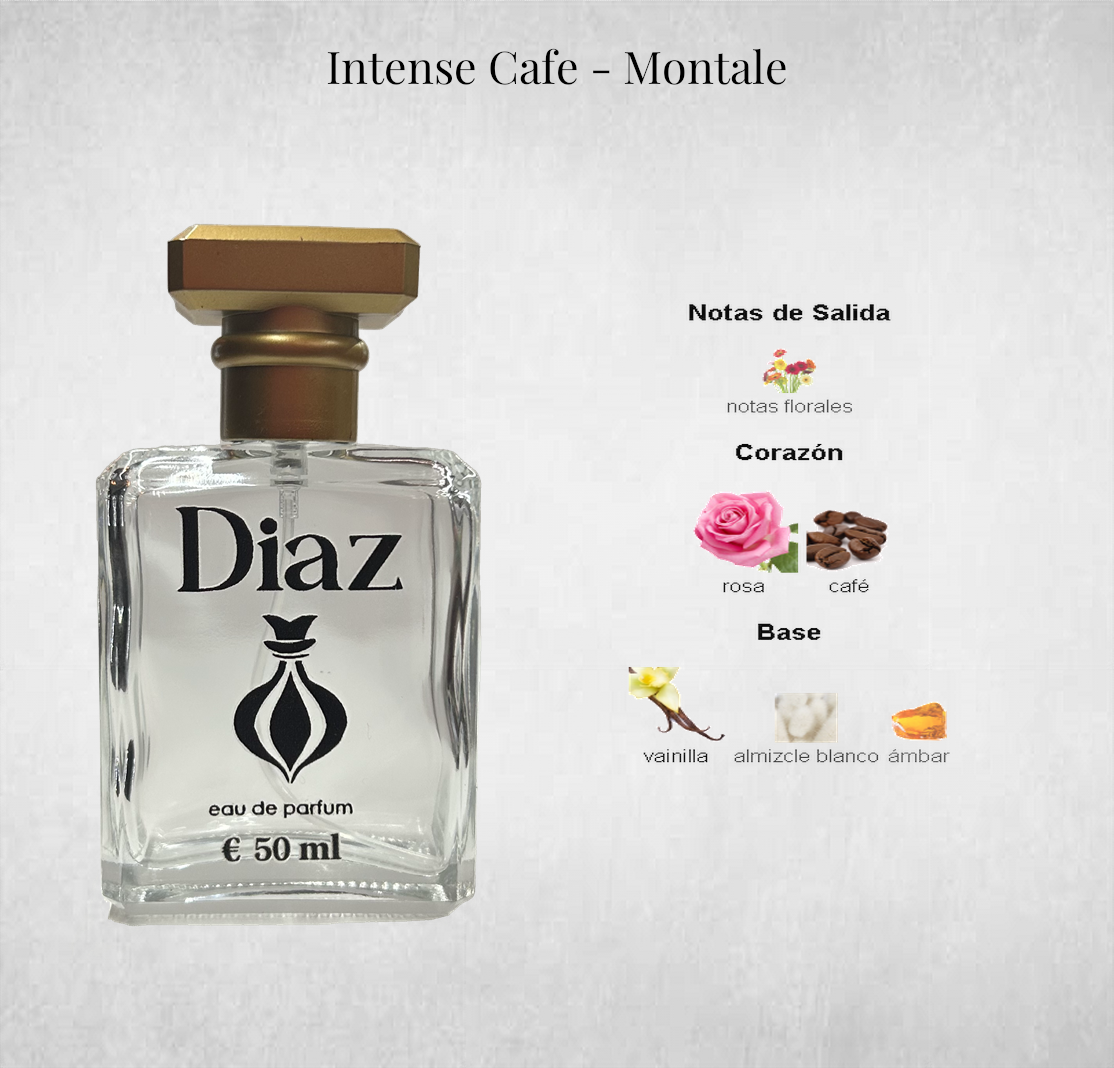 Intense Cafe - Montale
Diaz
eau de parfum
€ 50 ml
Notas de Salida
notas florales
Corazón
rosa café
Base
vainilla almizcle blanco ámbar